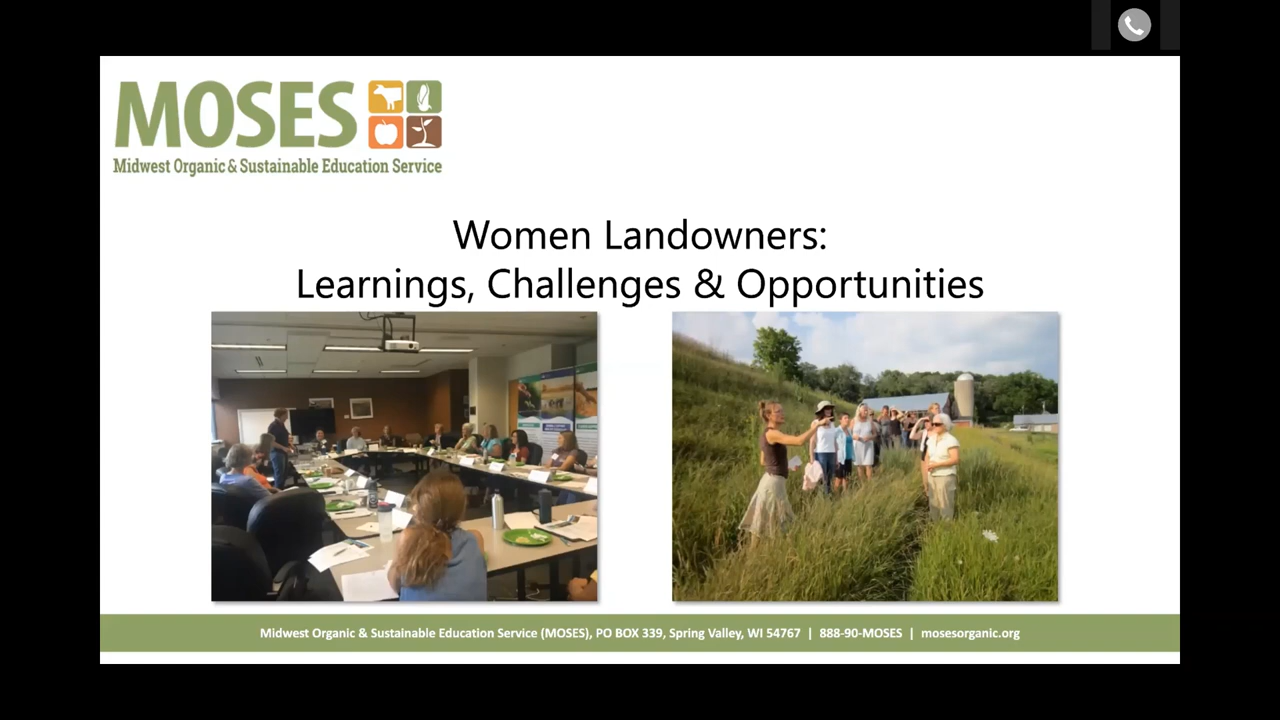 MOSES
Midwest Organic & Sustainable Education Service
Women Landowners:
Learnings, Challenges & Opportunities
Midwest Organic & Sustainable Education Service (MOSES), PO BOX 339, Spring Valley, WI 54767 | 888-90-MOSES | mosesorganic.org